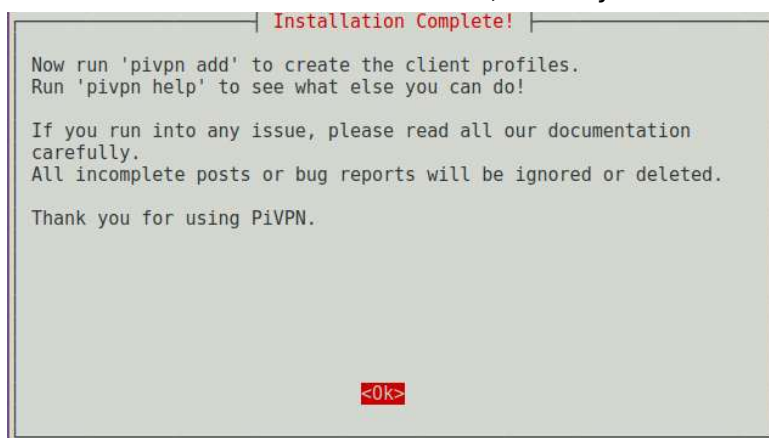 Installation Complete!
Now run 'pivpn add' to create the client profiles.
Run 'pivpn help' to see what else you can do!
If you run into any issue, please read all our documentation
carefully.
All incomplete posts or bug reports will be ignored or deleted.
Thank you for using PiVPN.
<Ok>